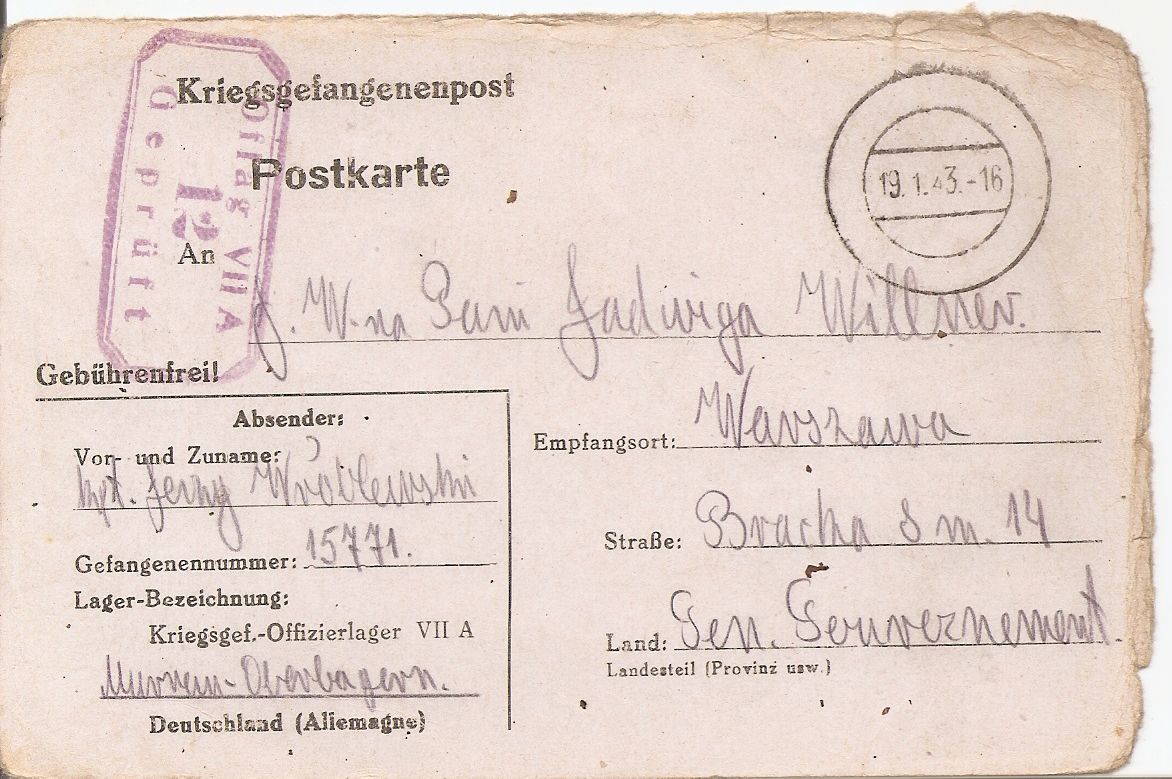 Kriegsgefangenenpost
Postkarte
Oflag VII A
12
Geprüft
19.1.43.-16
An
J. W-na Pani Jadwiga Willner.
Gebührenfrei!
Absender:
Vor- und Zuname:
kpt. Jerzy Wróblewski
Gefangenennummer: 15771.
Lager-Bezeichnung:
Kriegsgef.-Offizierlager VII A
Murnau-Oberbayern.
Deutschland (Allemagne)
Empfangsort: Warszawa
Straße: Bracka 8 m. 14
Land: Gen. Gouvernement.
Landesteil (Provinz usw.)